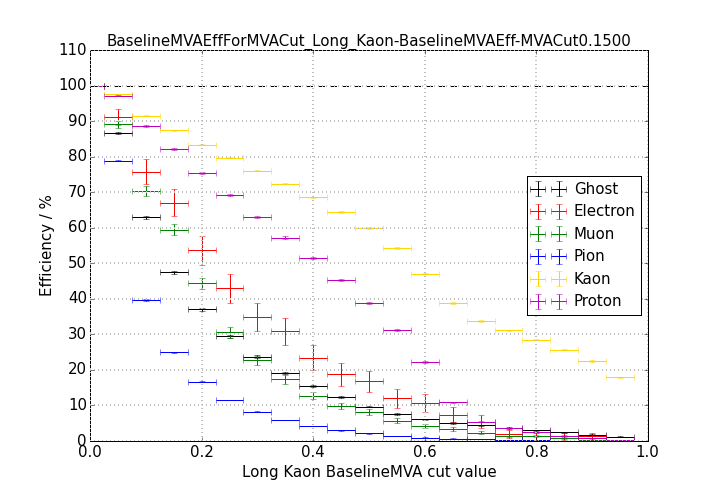 BaselineMVAEffForMVACut_Long_Kaon-BaselineMVAEff-MVACut0.1500
110
100
90
80
70
60
50
40
30
20
10
0
Efficiency / %
Ghost
Electron
Muon
Pion
Kaon
Proton
0.0 0.2 0.4 0.6 0.8 1.0
Long Kaon BaselineMVA cut value